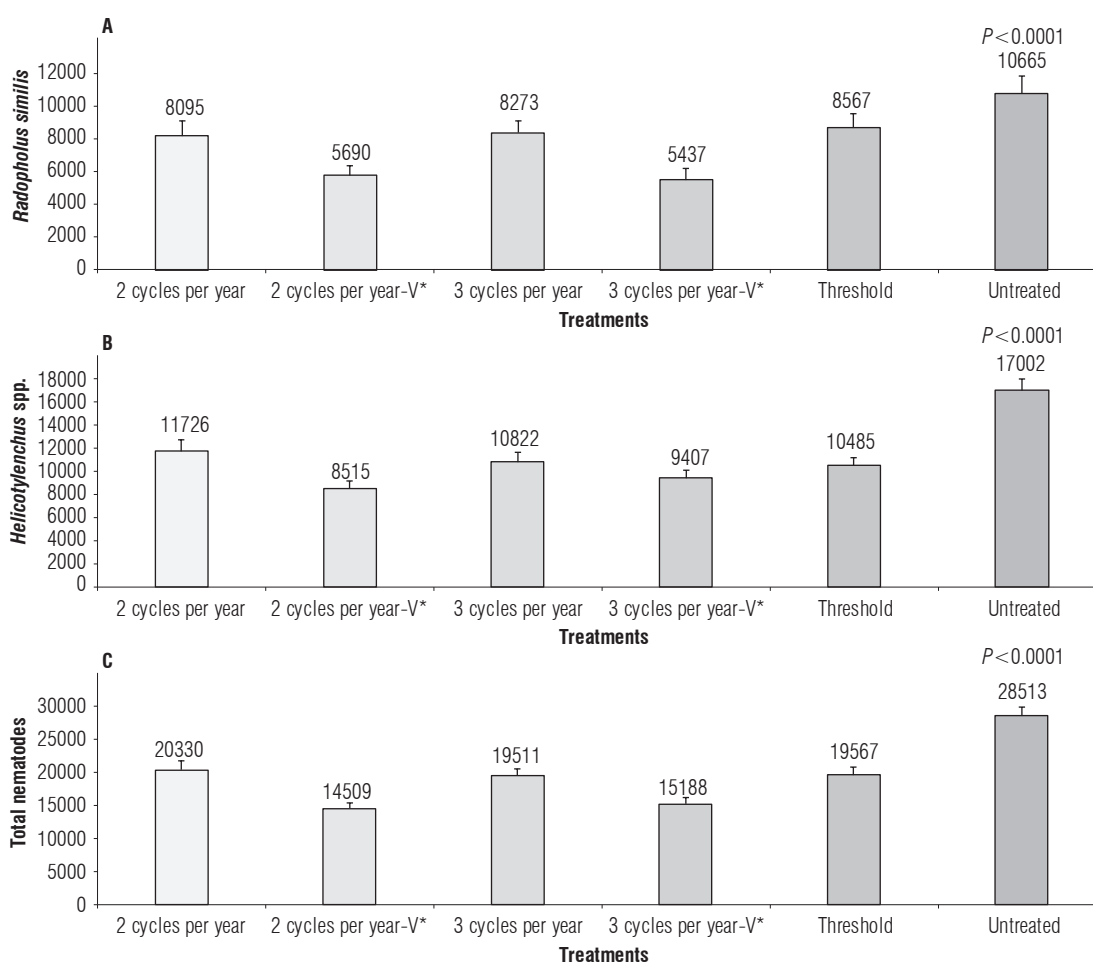 A
P<0.0001
Radopholus similis
12000
10000
8000
6000
4000
2000
0
8095
5690
8273
5437
8567
10665
2 cycles per year
2 cycles per year-V*
3 cycles per year
3 cycles per year-V*
Threshold
Untreated
Treatments
B
P<0.0001
Helicotylenchus spp.
18000
16000
14000
12000
10000
8000
6000
4000
2000
0
11726
8515
10822
9407
10485
17002
2 cycles per year
2 cycles per year-V*
3 cycles per year
3 cycles per year-V*
Threshold
Untreated
Treatments
C
P<0.0001
Total nematodes
30000
25000
20000
15000
10000
5000
0
20330
14509
19511
15188
19567
28513
2 cycles per year
2 cycles per year-V*
3 cycles per year
3 cycles per year-V*
Threshold
Untreated
Treatments